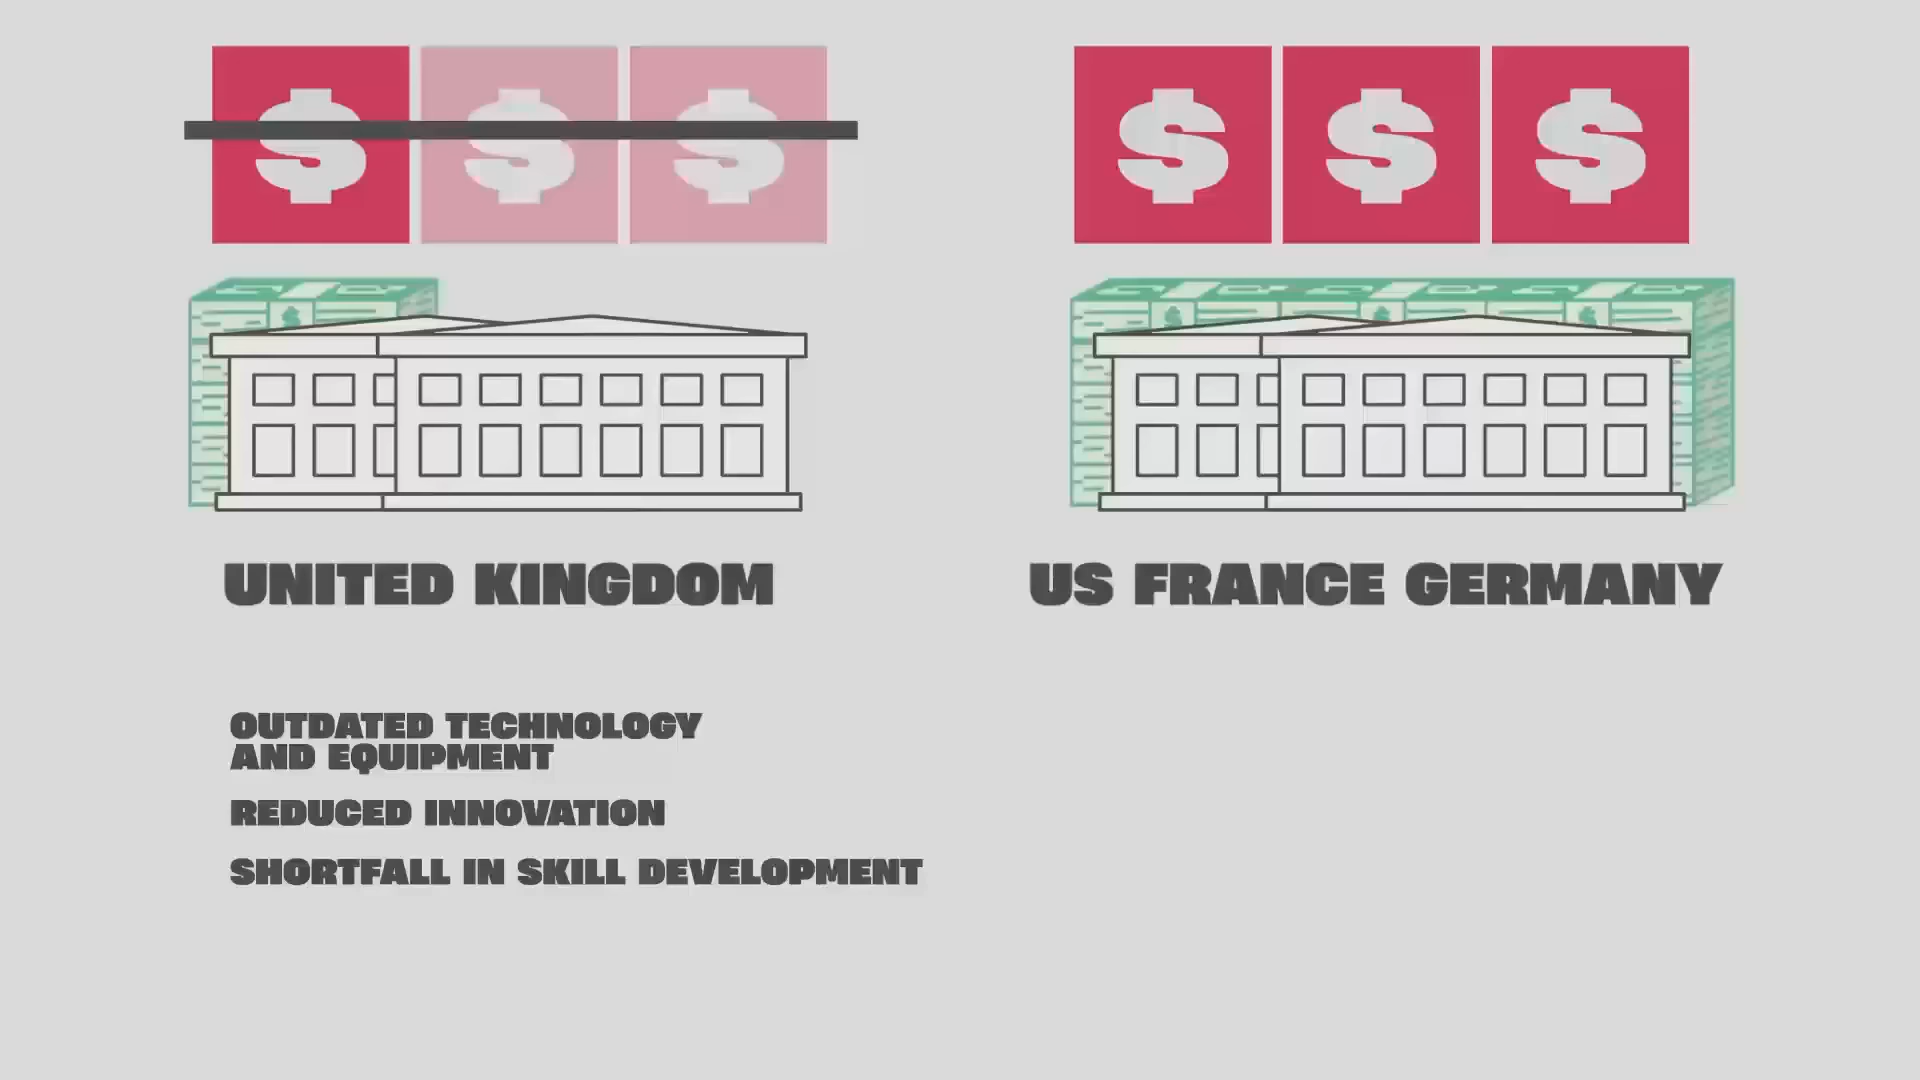 $ $ $
$ $ $
UNITED KINGDOM
US FRANCE GERMANY
OUTDATED TECHNOLOGY
AND EQUIPMENT
REDUCED INNOVATION
SHORTFALL IN SKILL DEVELOPMENT